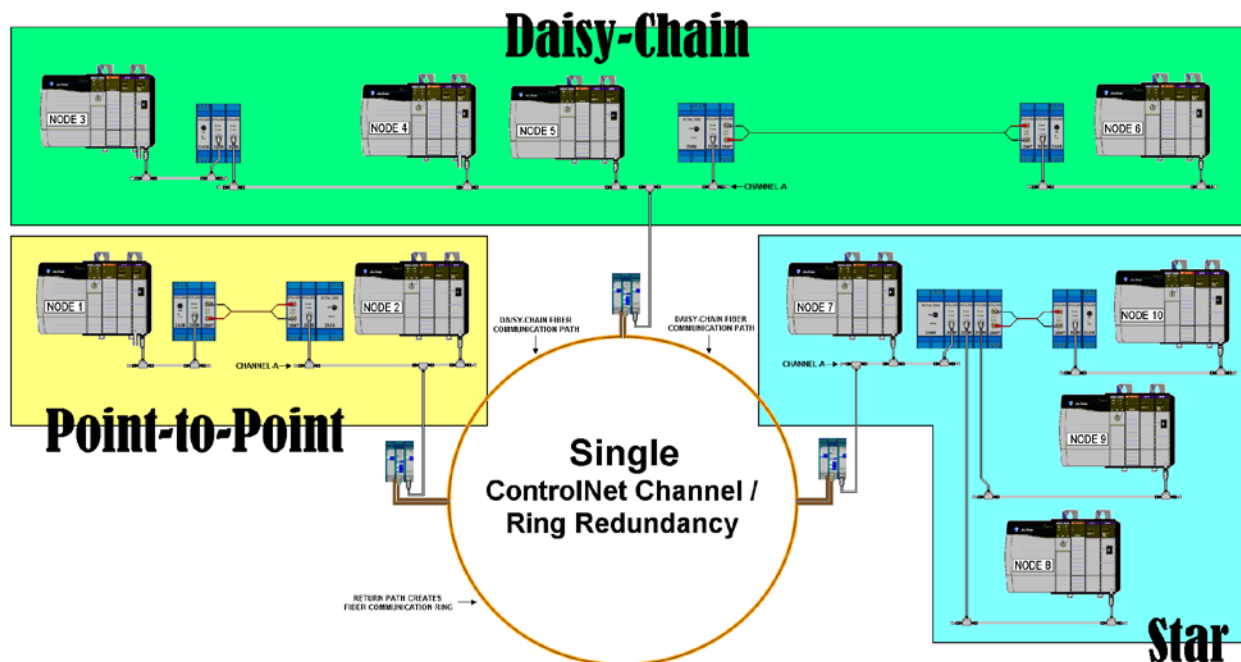 Daisy-Chain
NODE 3
NODE 4
NODE 5
NODE 6
CHANNEL-A
NODE 1
NODE 2
CHANNEL-A
Point-to-Point
DAISY-CHAIN FIBER
COMMUNICATION PATH
DAISY-CHAIN FIBER
COMMUNICATION PATH
NODE 7
NODE 10
CHANNEL-A
NODE 9
NODE 8
Star
Single
ControlNet Channel /
Ring Redundancy
RETURN PATH CREATES
FIBER COMMUNICATION RING